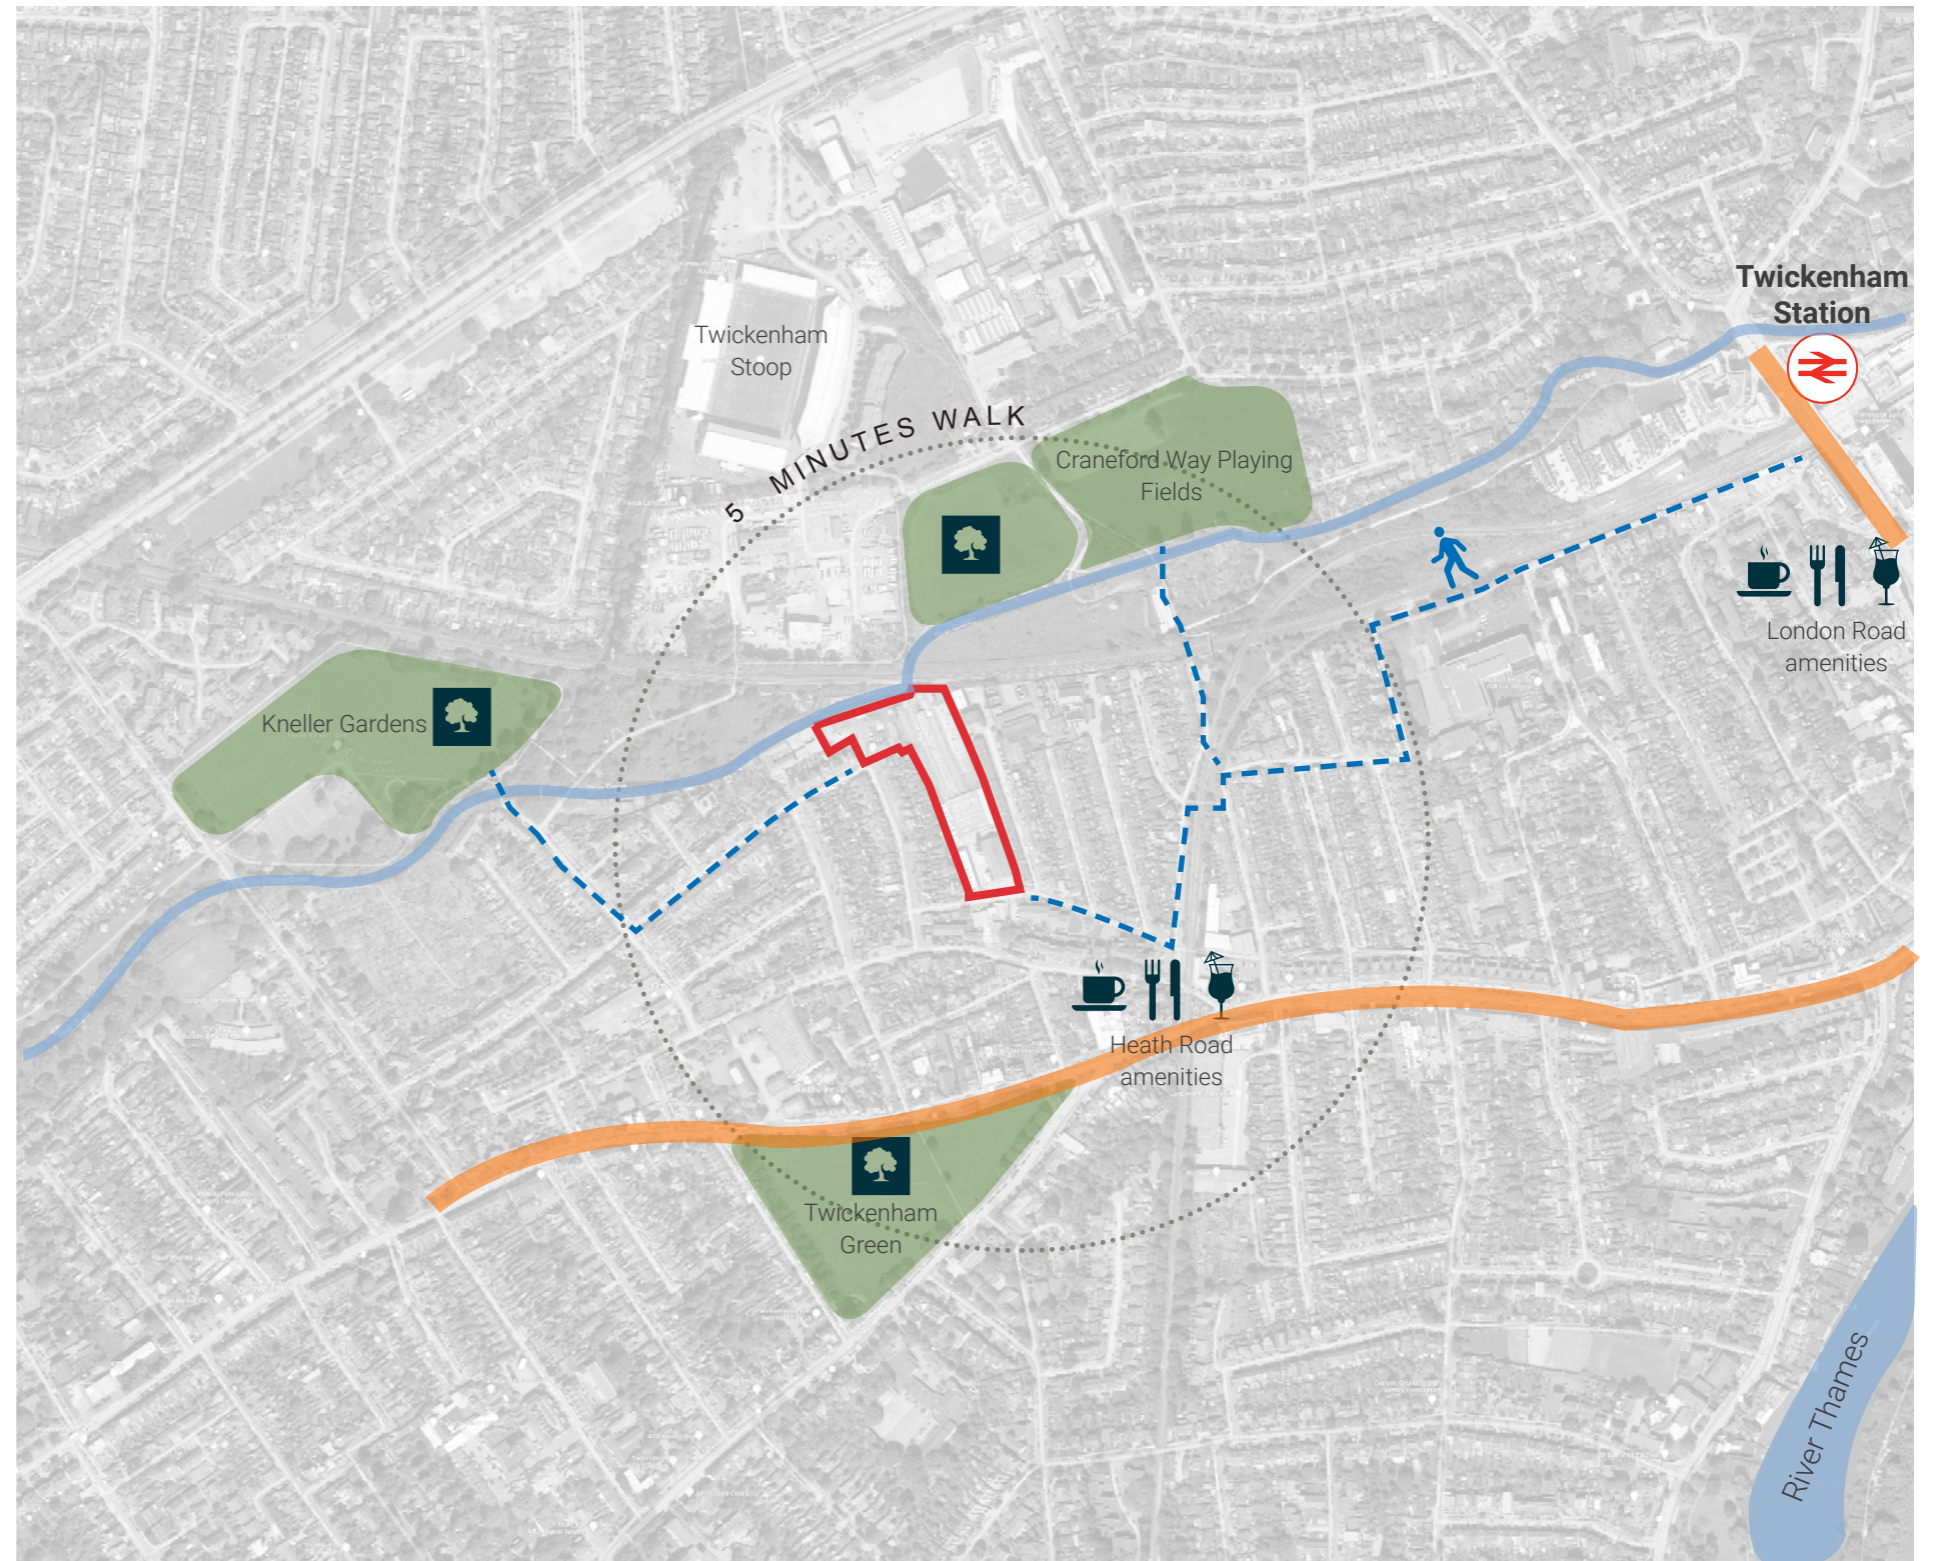 Twickenham
Station
Twickenham
Stoop
5 MINUTES WALK
Craneford Way Playing
Fields
London Road
amenities
Kneller Gardens
Heath Road
amenities
Twickenham
Green
River Thames